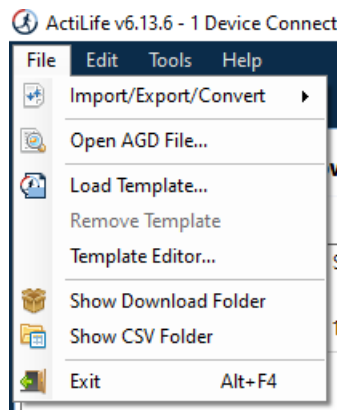 ActiLife v6.13.6 - 1 Device Connect
File Edit Tools Help
Import/Export/Convert
Open AGD File...
Load Template...
Remove Template
Template Editor...
Show Download Folder
Show CSV Folder
Exit Alt+F4